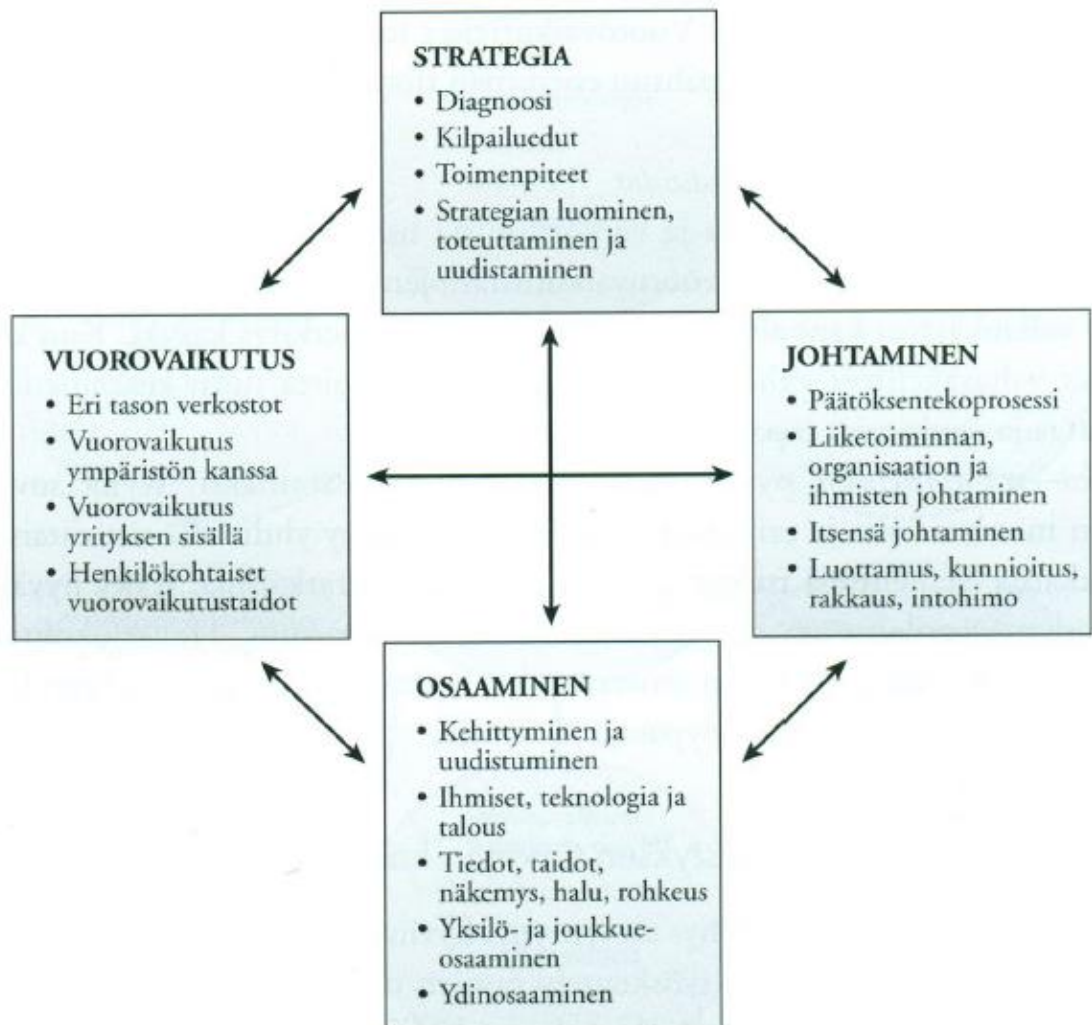 STRATEGIA
• Diagnoosi
• Kilpailuedut
• Toimenpiteet
• Strategian luominen,
toteuttaminen ja
uudistaminen
VUOROVAIKUTUS
• Eri tason verkostot
• Vuorovaikutus
ympäristön kanssa
• Vuorovaikutus
yrityksen sisällä
• Henkilökohtaiset
vuorovaikutustaidot
JOHTAMINEN
• Päätöksentekoprosessi
• Liiketoiminnan,
organisaation ja
ihmisten johtaminen
• Itsensä johtaminen
• Luottamus, kunnioitus,
rakkaus, intohimo
OSAAMINEN
• Kehittyminen ja
uudistuminen
• Ihmiset, teknologia ja
talous
• Tiedot, taidot,
näkemys, halu, rohkeus
• Yksilö- ja joukkue-
osaaminen
• Ydinosaaminen